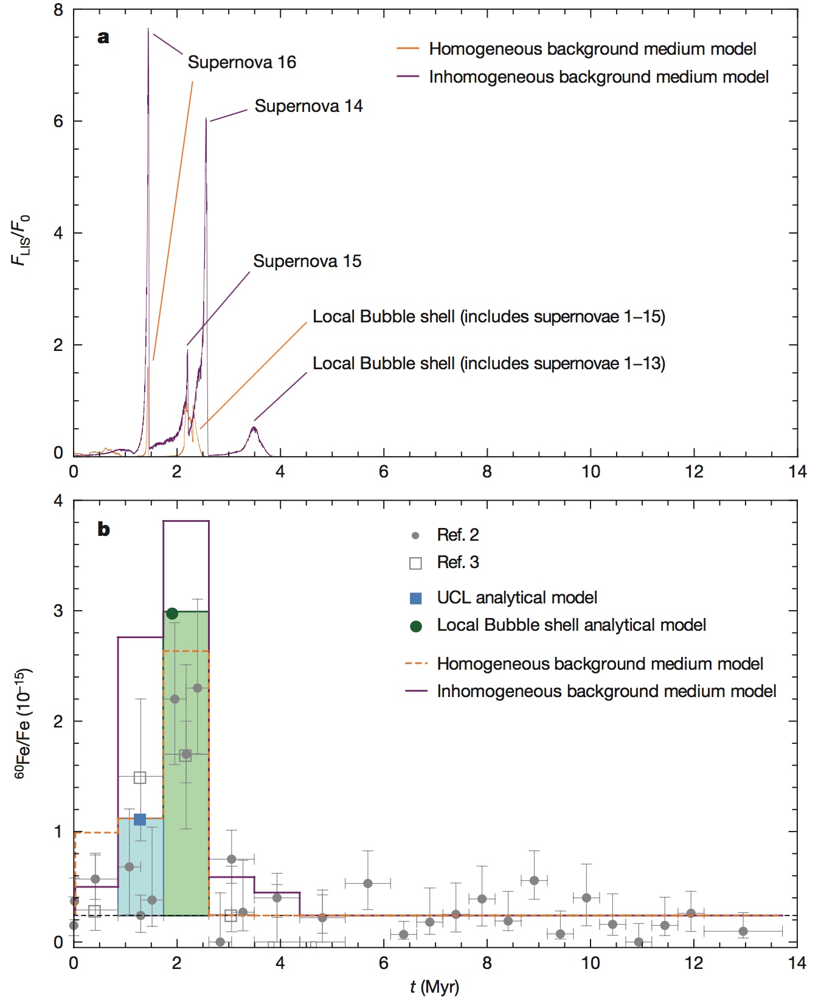 8
a
Homogeneous background medium model
Supernova 16
Inhomogeneous background medium model
Supernova 14
6
F_LIS/F_0
4
Supernova 15
Local Bubble shell (includes supernovae 1–15)
2
Local Bubble shell (includes supernovae 1–13)
0
0 2 4 6 8 10 12 14
4
b
Ref. 2
Ref. 3
UCL analytical model
3
Local Bubble shell analytical model
Homogeneous background medium model
Inhomogeneous background medium model
⁶⁰Fe/Fe (10⁻¹⁵)
2
1
0
0 2 4 6 8 10 12 14
t (Myr)